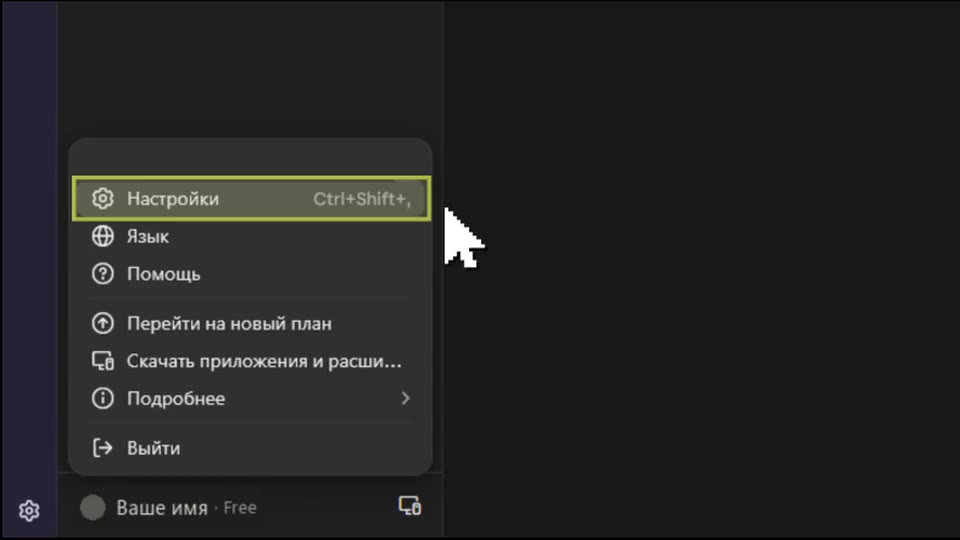 Настройки Ctrl+Shift+,
Язык
Помощь
Перейти на новый план
Скачать приложения и расши...
Подробнее
Выйти
Ваше имя · Free